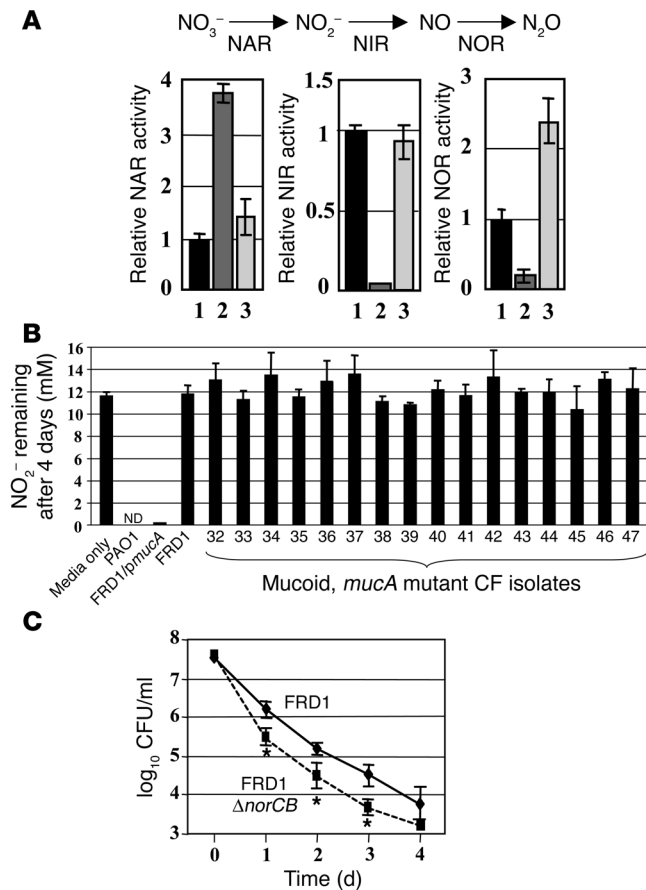 A
NO₃⁻ NO₂⁻ NO N₂O
NAR NIR NOR
Relative NAR activity
4
3
2
1
0
1 2 3
Relative NIR activity
1.5
1
0.5
0
1 2 3
Relative NOR activity
3
2
1
0
1 2 3
B
NO₂⁻ remaining
after 4 days (mM)
16
14
12
10
8
6
4
2
0
ND
Media only
PAO1
FRD1/pmucA
FRD1
32 33 34 35 36 37 38 39 40 41 42 43 44 45 46 47
Mucoid, mucA mutant CF isolates
C
log₁₀ CFU/ml
8
7
6
5
4
3
FRD1
FRD1
ΔnorCB
* * *
0 1 2 3 4
Time (d)